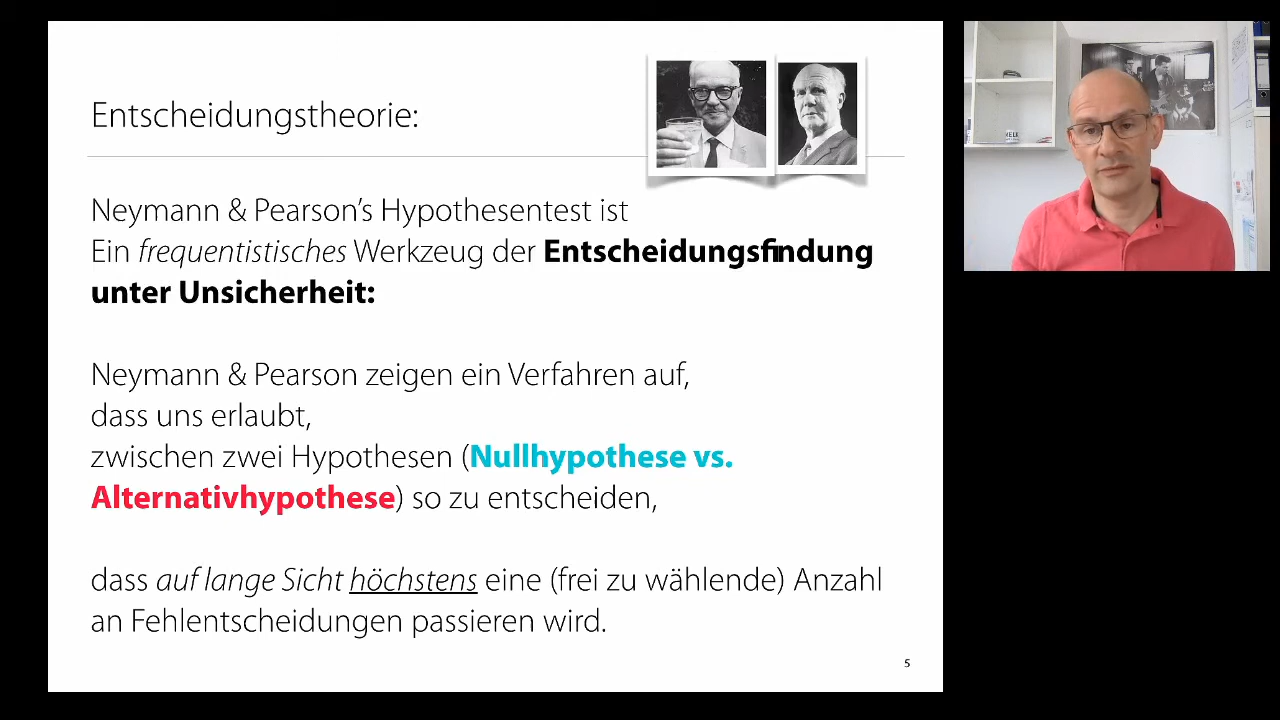 Entscheidungstheorie:
Neymann & Pearson's Hypothesentest ist
Ein frequentistisches Werkzeug der Entscheidungsfindung
unter Unsicherheit:
Neymann & Pearson zeigen ein Verfahren auf,
dass uns erlaubt,
zwischen zwei Hypothesen (Nullhypothese vs.
Alternativhypothese) so zu entscheiden,
dass auf lange Sicht höchstens eine (frei zu wählende) Anzahl
an Fehlentscheidungen passieren wird.
5